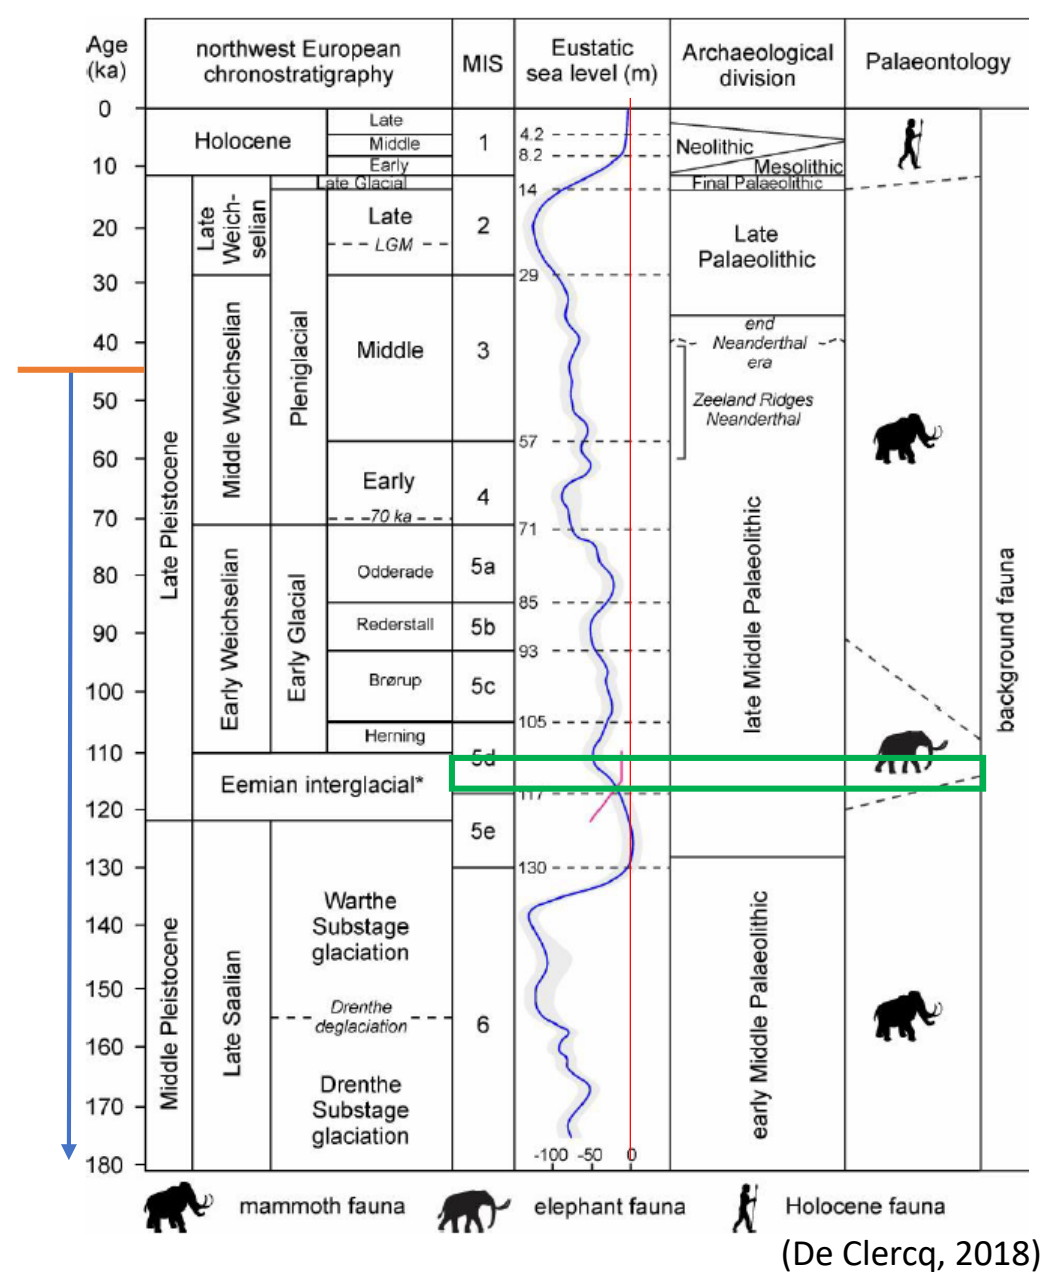 Age
(ka)
northwest European
chronostratigraphy
MIS
Eustatic
sea level (m)
Archaeological
division
Palaeontology
0
10
20
30
40
50
60
70
80
90
100
110
120
130
140
150
160
170
180
Late Pleistocene
Middle Pleistocene
Holocene
Late
Weich-
selian
Middle Weichselian
Early Weichselian
Eemian interglacial*
Late Saalian
Pleniglacial
Early Glacial
Late
Middle
Early
Late Glacial
Late
LGM
Middle
Early
70 ka
Odderade
Rederstall
Brørup
Herning
Warthe
Substage
glaciation
Drenthe
deglaciation
Drenthe
Substage
glaciation
1
2
3
4
5a
5b
5c
5d
5e
6
4.2
8.2
14
29
57
71
85
93
105
117
130
-100 -50 0
Neolithic
Mesolithic
Final Palaeolithic
Late
Palaeolithic
end
Neanderthal
era
Zeeland Ridges
Neanderthal
late Middle Palaeolithic
early Middle Palaeolithic
background fauna
mammoth fauna
elephant fauna
Holocene fauna
(De Clercq, 2018)